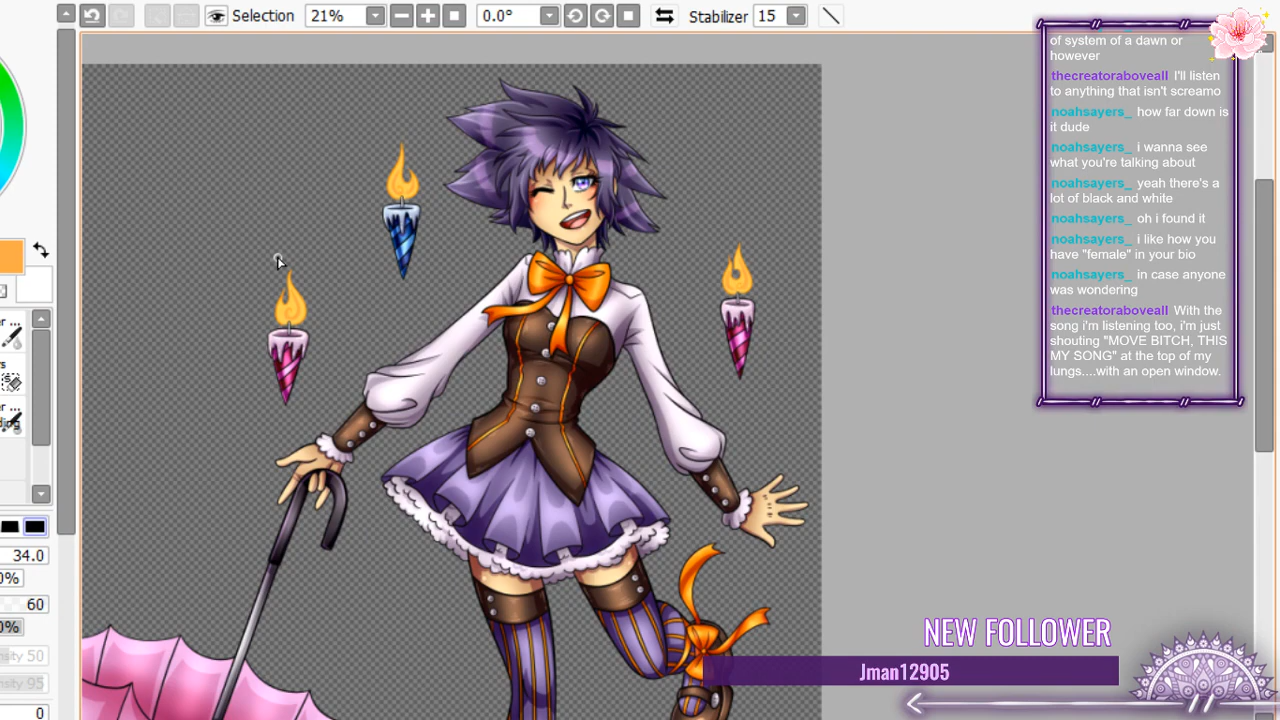 Selection 21% 0.0° Stabilizer 15
of system of a dawn or
however
thecreatoraboveall I'll listen
to anything that isn't screamo
noahsayers_ how far down is
it dude
noahsayers_ i wanna see
what you're talking about
noahsayers_ yeah there's a
lot of black and white
noahsayers_ oh i found it
noahsayers_ i like how you
have "female" in your bio
noahsayers_ in case anyone
was wondering
thecreatoraboveall With the
song i'm listening too, i'm just
shouting "MOVE BITCH, THIS
MY SONG" at the top of my
lungs....with an open window.
34.0
60
50
95
0
NEW FOLLOWER
Jman12905